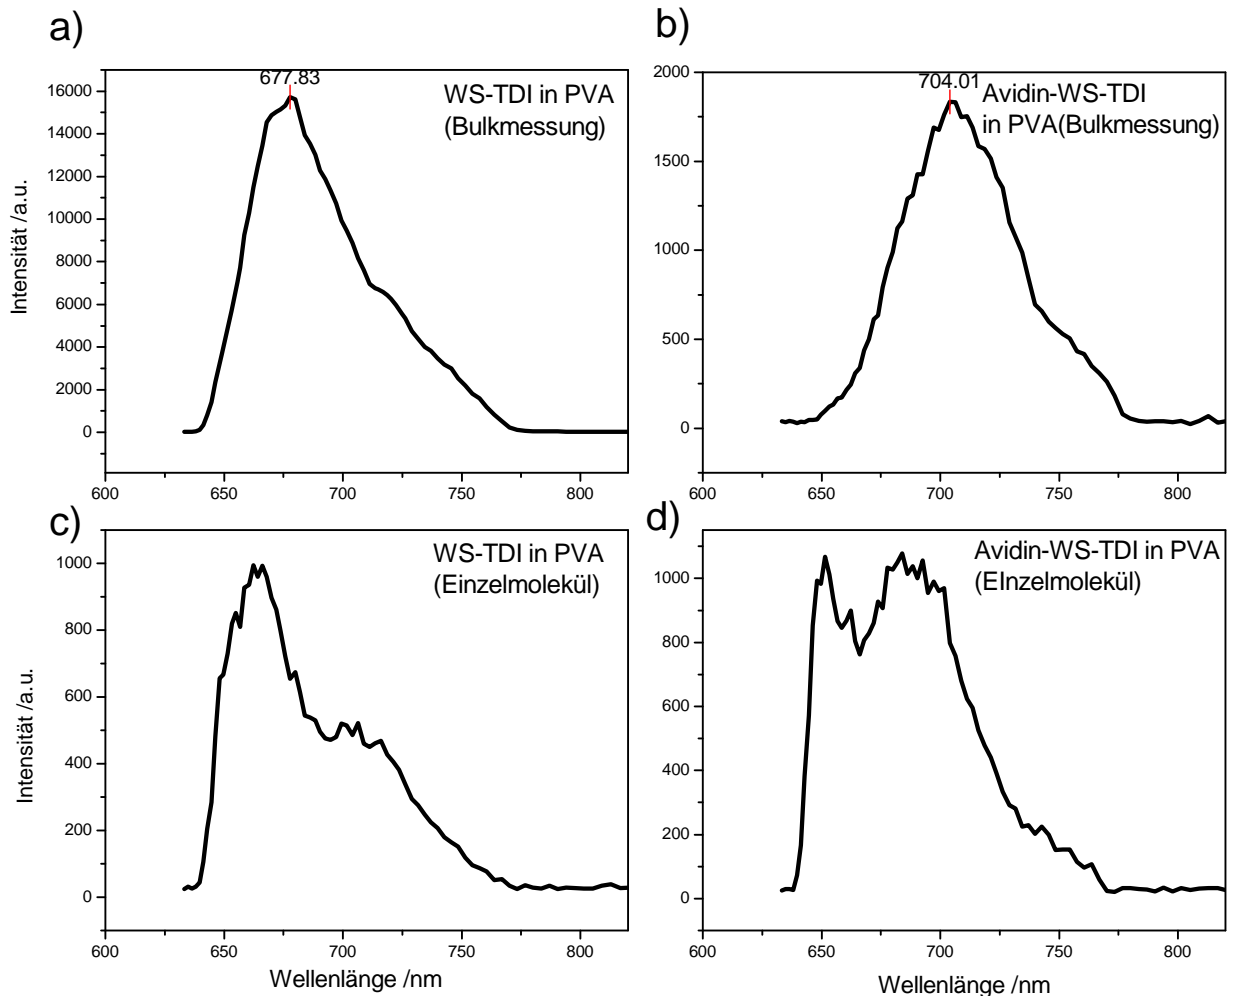 a)
677.83
WS-TDI in PVA
(Bulkmessung)
16000
14000
12000
10000
8000
6000
4000
2000
0
Intensität /a.u.
600 650 700 750 800
b)
704.01
Avidin-WS-TDI
in PVA(Bulkmessung)
2000
1500
1000
500
0
600 650 700 750 800
c)
WS-TDI in PVA
(Einzelmolekül)
1000
800
600
400
200
0
Intensität /a.u.
600 650 700 750 800
Wellenlänge /nm
d)
Avidin-WS-TDI in PVA
(EInzelmolekül)
1000
800
600
400
200
0
600 650 700 750 800
Wellenlänge /nm